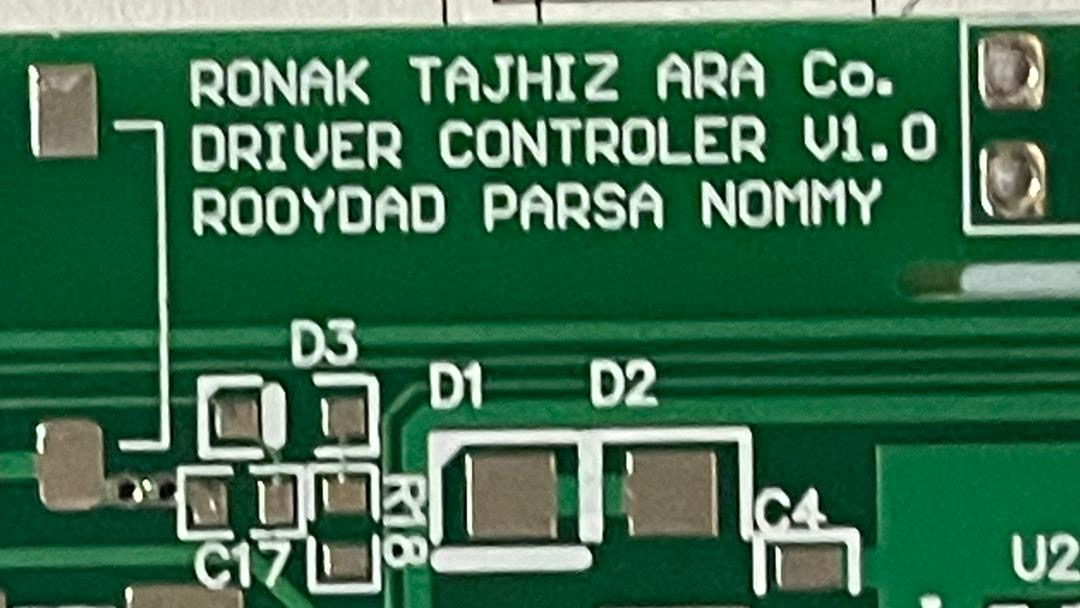 RONAK TAJHIZ ARA Co.
DRIVER CONTROLER V1.0
ROOYDAD PARSA NOMMY
D3
D1 D2
R18
C4
C17
U2